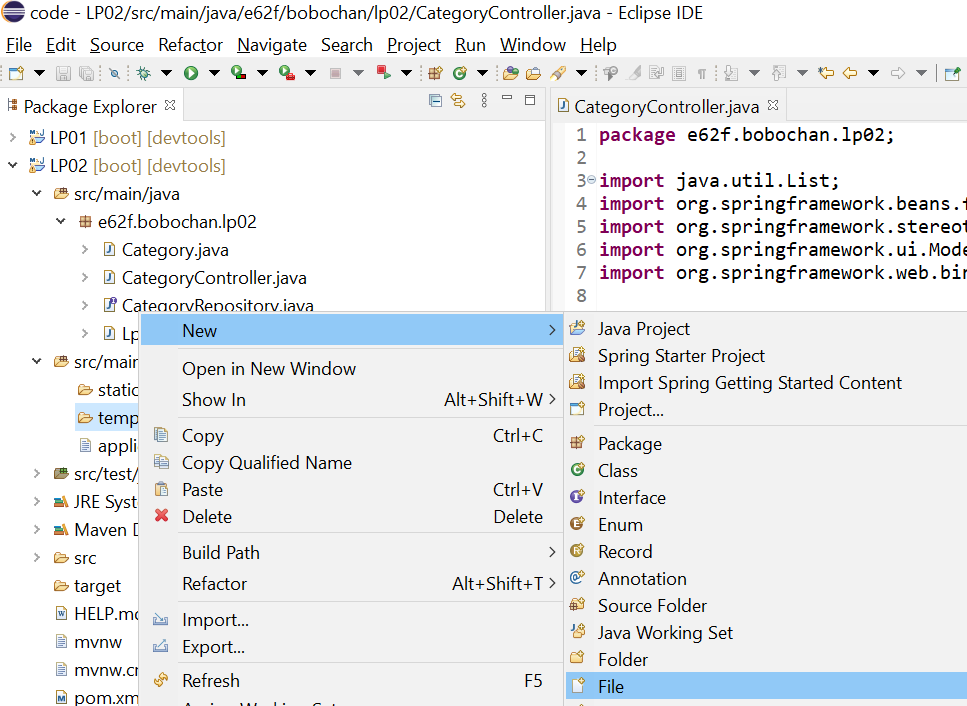 code - LP02/src/main/java/e62f/bobochan/lp02/CategoryController.java - Eclipse IDE
File Edit Source Refactor Navigate Search Project Run Window Help
Package Explorer
LP01 [boot] [devtools]
LP02 [boot] [devtools]
src/main/java
e62f.bobochan.lp02
Category.java
CategoryController.java
CategoryRepository.java
Lp
src/main
static
temp
appli
src/test/
JRE Syst
Maven D
src
target
HELP.md
mvnw
mvnw.cm
pom.xm
CategoryController.java
1 package e62f.bobochan.lp02;
2
3 import java.util.List;
4 import org.springframework.beans.f
5 import org.springframework.stereot
6 import org.springframework.ui.Mode
7 import org.springframework.web.bin
8
New
Open in New Window
Show In Alt+Shift+W
Copy Ctrl+C
Copy Qualified Name
Paste Ctrl+V
Delete Delete
Build Path
Refactor Alt+Shift+T
Import...
Export...
Refresh F5
Java Project
Spring Starter Project
Import Spring Getting Started Content
Project...
Package
Class
Interface
Enum
Record
Annotation
Source Folder
Java Working Set
Folder
File